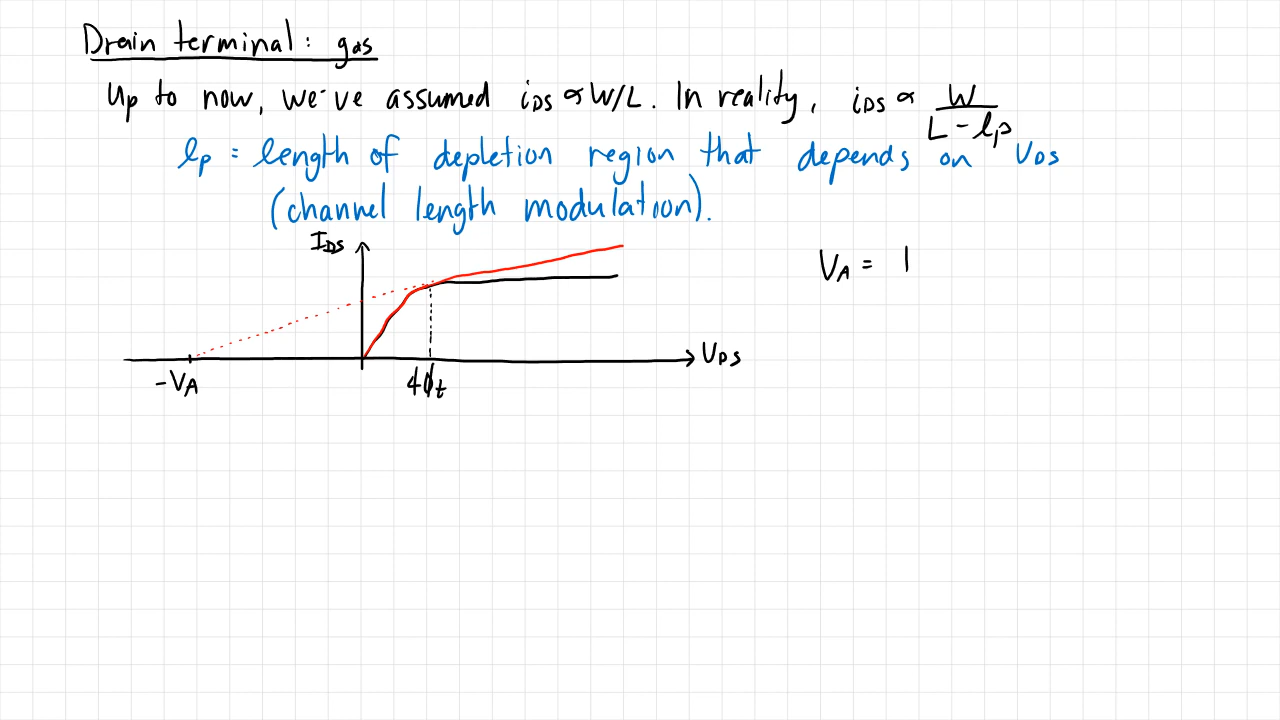 Drain terminal: gds
Up to now, we've assumed iDS ∝ W/L. In reality, iDS ∝ W / (L - lp)
lp = length of depletion region that depends on VDS
(channel length modulation).
IDS
VA = 1
VDS
-VA
4ϕt